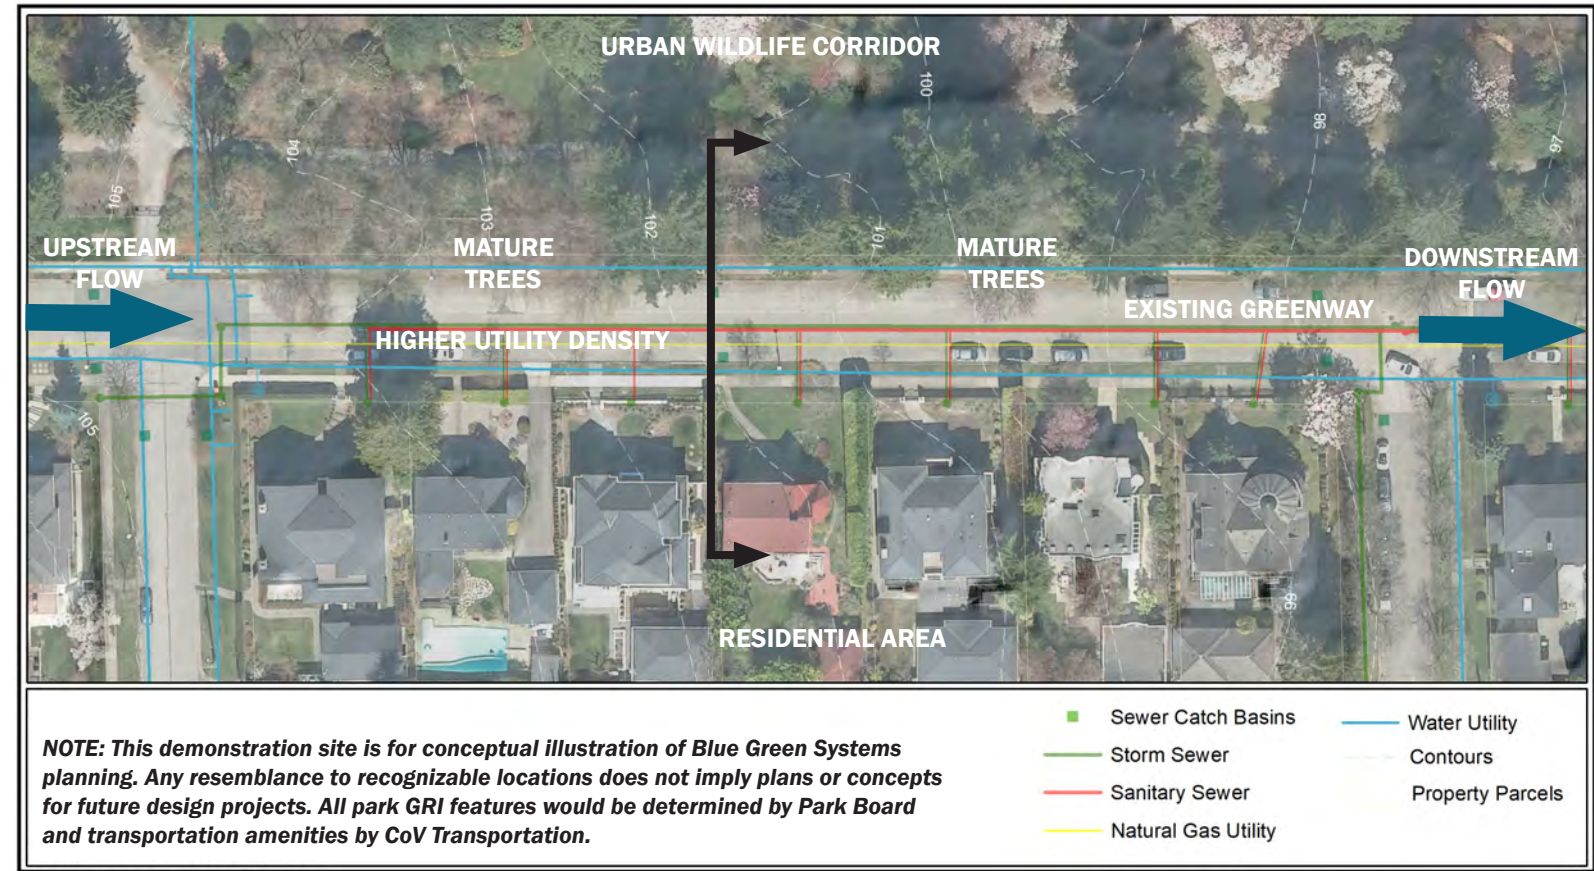 URBAN WILDLIFE CORRIDOR
100
98
97
104
105
103
102
101
UPSTREAM
FLOW
MATURE
TREES
MATURE
TREES
DOWNSTREAM
FLOW
EXISTING GREENWAY
HIGHER UTILITY DENSITY
105
99
RESIDENTIAL AREA
NOTE: This demonstration site is for conceptual illustration of Blue Green Systems
planning. Any resemblance to recognizable locations does not imply plans or concepts
for future design projects. All park GRI features would be determined by Park Board
and transportation amenities by CoV Transportation.
Sewer Catch Basins
Storm Sewer
Sanitary Sewer
Natural Gas Utility
Water Utility
Contours
Property Parcels